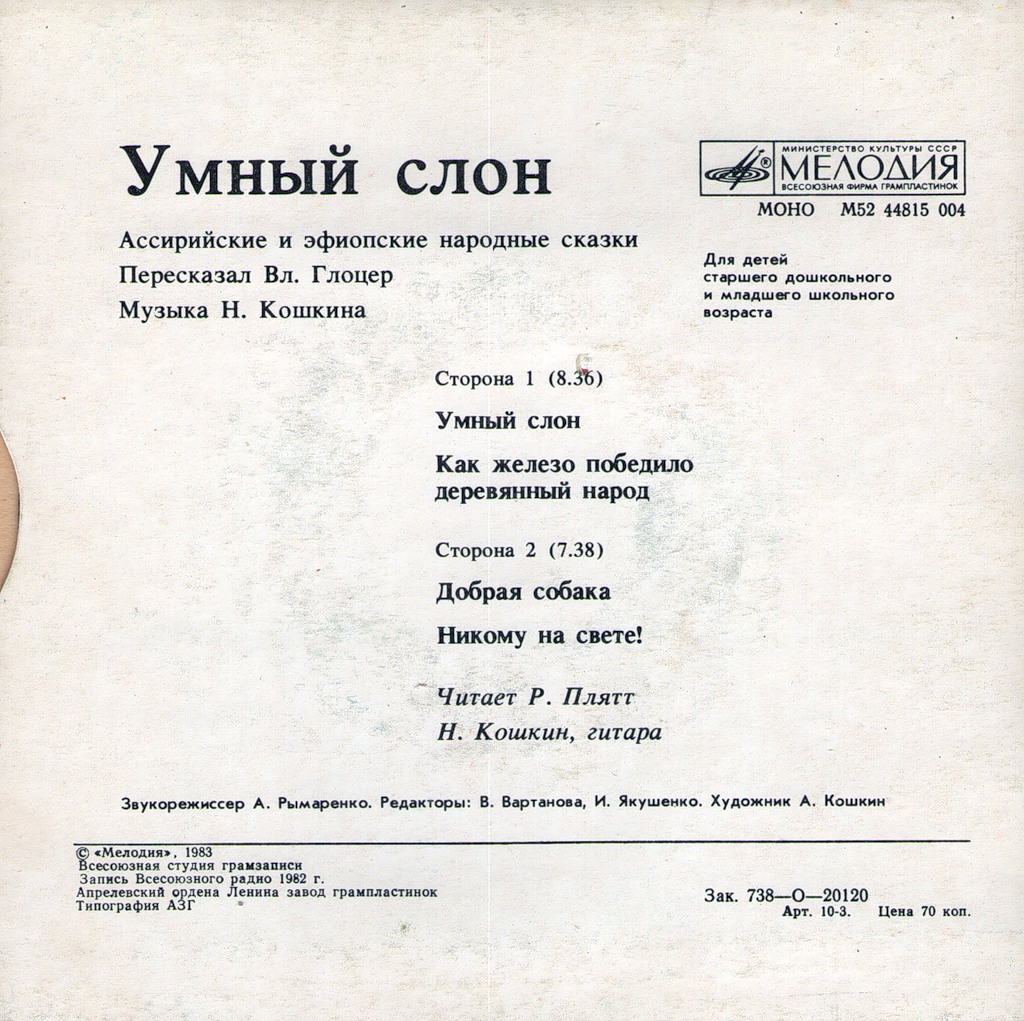 Умный слон
Ассирийские и эфиопские народные сказки
Пересказал Вл. Глоцер
Музыка Н. Кошкина
МИНИСТЕРСТВО КУЛЬТУРЫ СССР
®
МЕЛОДИЯ
ВСЕСОЮЗНАЯ ФИРМА ГРАМПЛАСТИНОК
МОНО М52 44815 004
Для детей
старшего дошкольного
и младшего школьного
возраста
Сторона 1 (8.36)
Умный слон
Как железо победило
деревянный народ
Сторона 2 (7.38)
Добрая собака
Никому на свете!
Читает Р. Плятт
Н. Кошкин, гитара
Звукорежиссер А. Рымаренко. Редакторы: В. Вартанова, И. Якушенко. Художник А. Кошкин
© «Мелодия», 1983
Всесоюзная студия грамзаписи
Запись Всесоюзного радио 1982 г.
Апрелевский ордена Ленина завод грампластинок
Типография АЗГ
Зак. 738—О—20120
Арт. 10-3. Цена 70 коп.